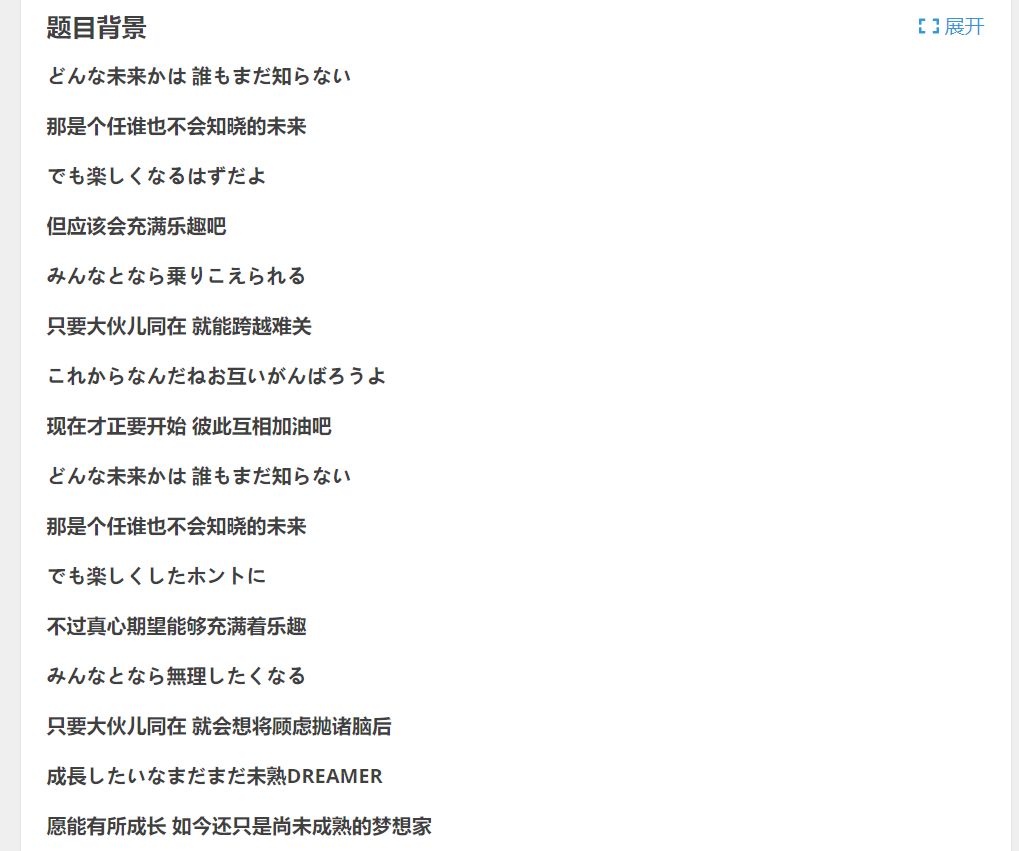 题目背景
展开
どんな未来かは 誰もまだ知らない
那是个任谁也不会知晓的未来
でも楽しくなるはずだよ
但应该会充满乐趣吧
みんなとなら乗りこえられる
只要大伙儿同在 就能跨越难关
これからなんだねお互いがんばろうよ
现在才正要开始 彼此互相加油吧
どんな未来かは 誰もまだ知らない
那是个任谁也不会知晓的未来
でも楽しくしたホントに
不过真心期望能够充满着乐趣
みんなとなら無理したくなる
只要大伙儿同在 就会想将顾虑抛诸脑后
成長したいなまだまだ未熟DREAMER
愿能有所成长 如今还只是尚未成熟的梦想家